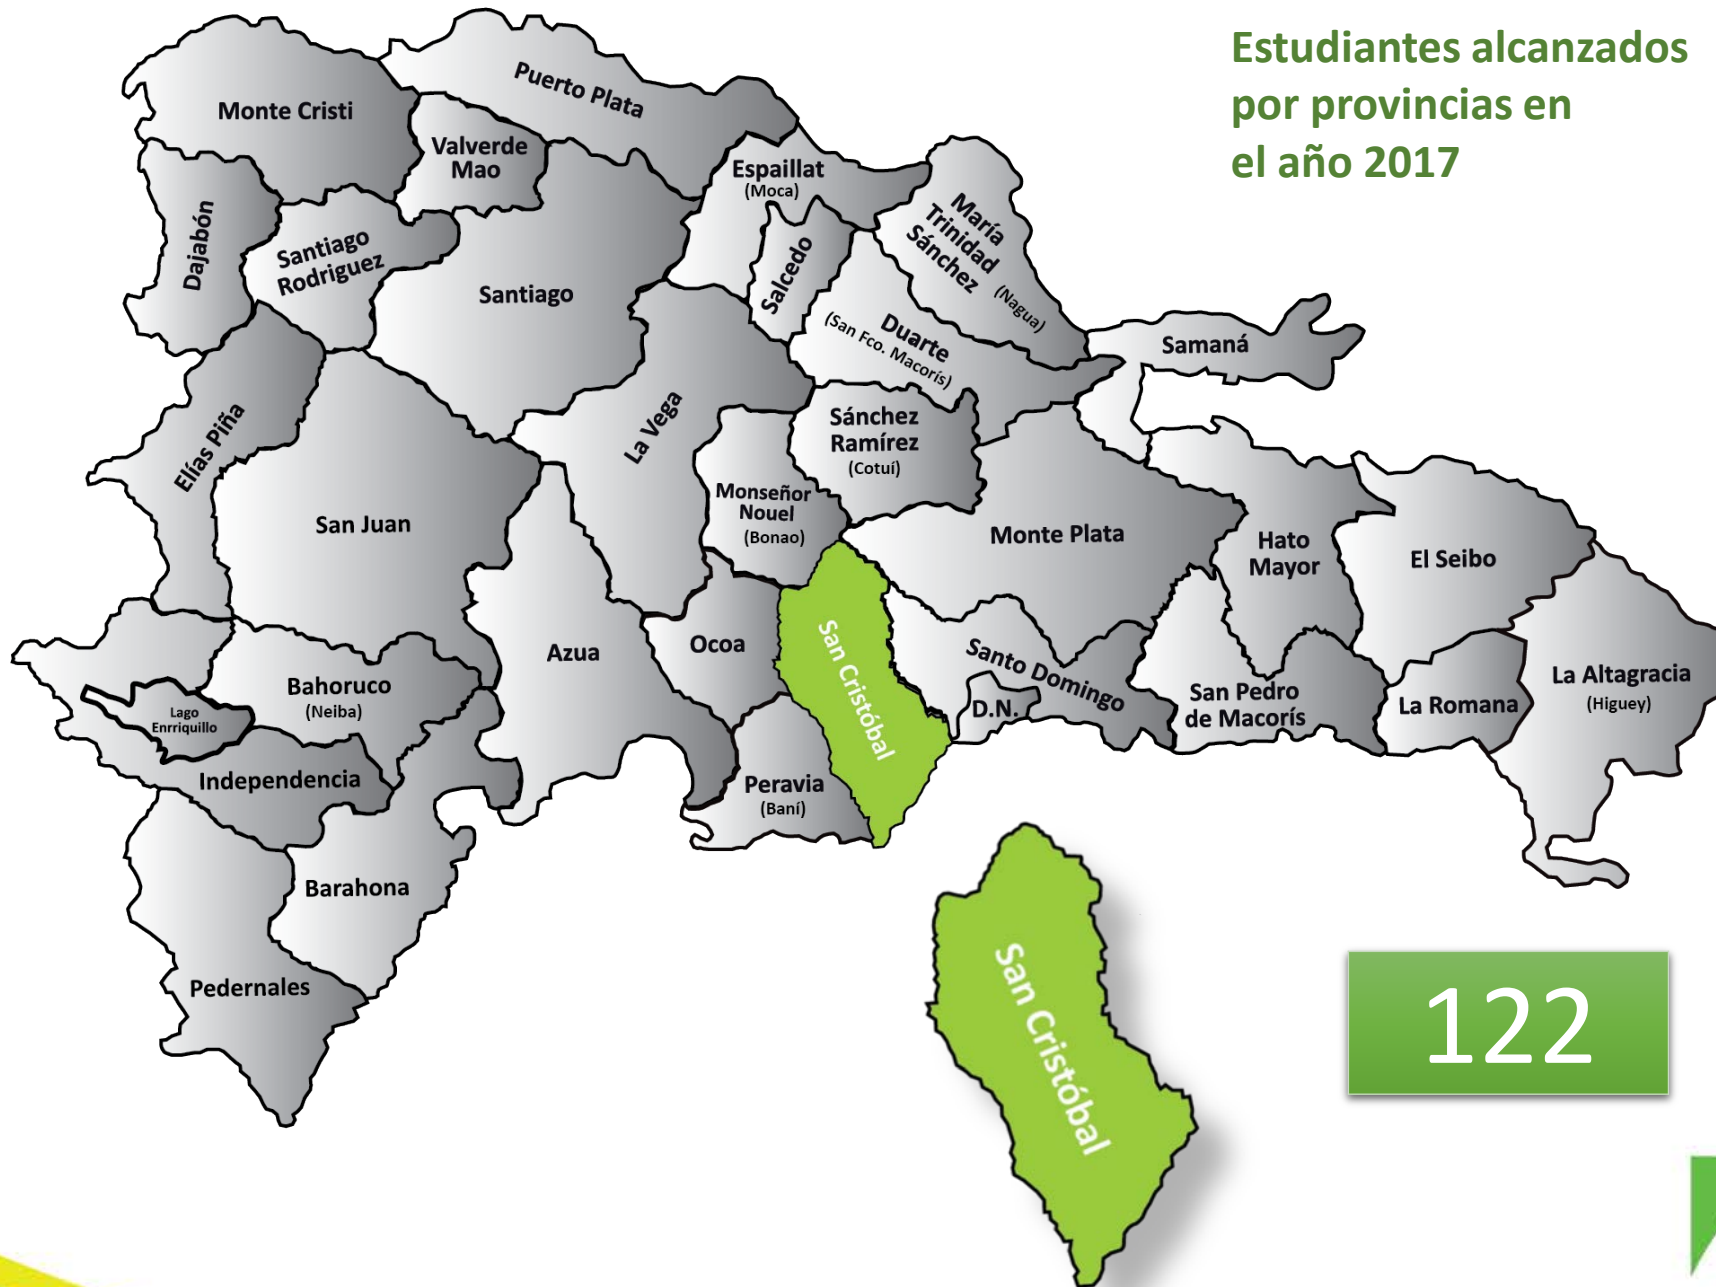 Estudiantes alcanzados
por provincias en
el año 2017
Monte Cristi
Puerto Plata
Valverde
Mao
Espaillat
(Moca)
María
Trinidad
Sánchez
(Nagua)
Dajabón
Santiago
Rodriguez
Santiago
Salcedo
Duarte
(San Fco. Macorís)
Samaná
Elías Piña
La Vega
Sánchez
Ramírez
(Cotuí)
San Juan
Monseñor
Nouel
(Bonao)
Monte Plata
Hato
Mayor
El Seibo
Azua
Ocoa
San Cristóbal
Santo Domingo
D.N.
San Pedro
de Macorís
La Romana
La Altagracia
(Higuey)
Bahoruco
(Neiba)
Lago
Enrriquillo
Independencia
Peravia
(Baní)
Barahona
Pedernales
San Cristóbal
122